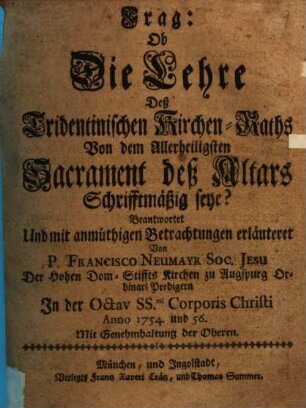 Frag:
Ob
Die Lehre
Deß
Tridentinischen Kirchen-Raths
Von dem Allerheiligsten
Sacrament deß Altars
Schrifftmäßig seye?
Beantwortet
Und mit anmüthigen Betrachtungen erläuteret
Von
P. FRANCISCO NEUMAYR SOC. JESU
Der Hohen Dom-Stiffts Kirchen zu Augspurg Or-
dinari Predigern
In der Octav SS.mi Corporis Christi
Anno 1754. und 56.
Mit Genehmhaltung der Oberen.
München, und Ingolstadt,
Verlegts Frantz Xaveri Crätz, und Thomas Summer.